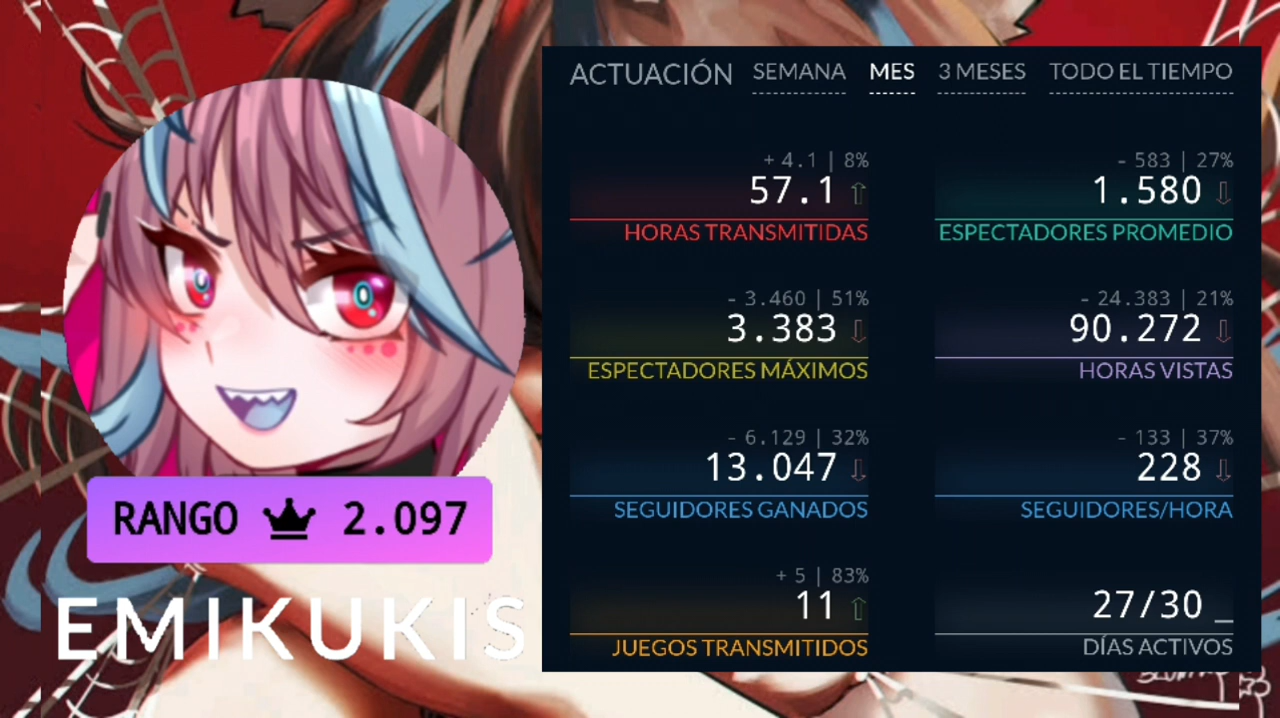 ACTUACIÓN SEMANA MES 3 MESES TODO EL TIEMPO
+ 4.1 | 8%
57.1
HORAS TRANSMITIDAS
- 583 | 27%
1.580
ESPECTADORES PROMEDIO
- 3.460 | 51%
3.383
ESPECTADORES MÁXIMOS
- 24.383 | 21%
90.272
HORAS VISTAS
- 6.129 | 32%
13.047
SEGUIDORES GANADOS
- 133 | 37%
228
SEGUIDORES/HORA
+ 5 | 83%
11
JUEGOS TRANSMITIDOS
27/30 _
DÍAS ACTIVOS
RANGO 2.097
EMIKUKIS